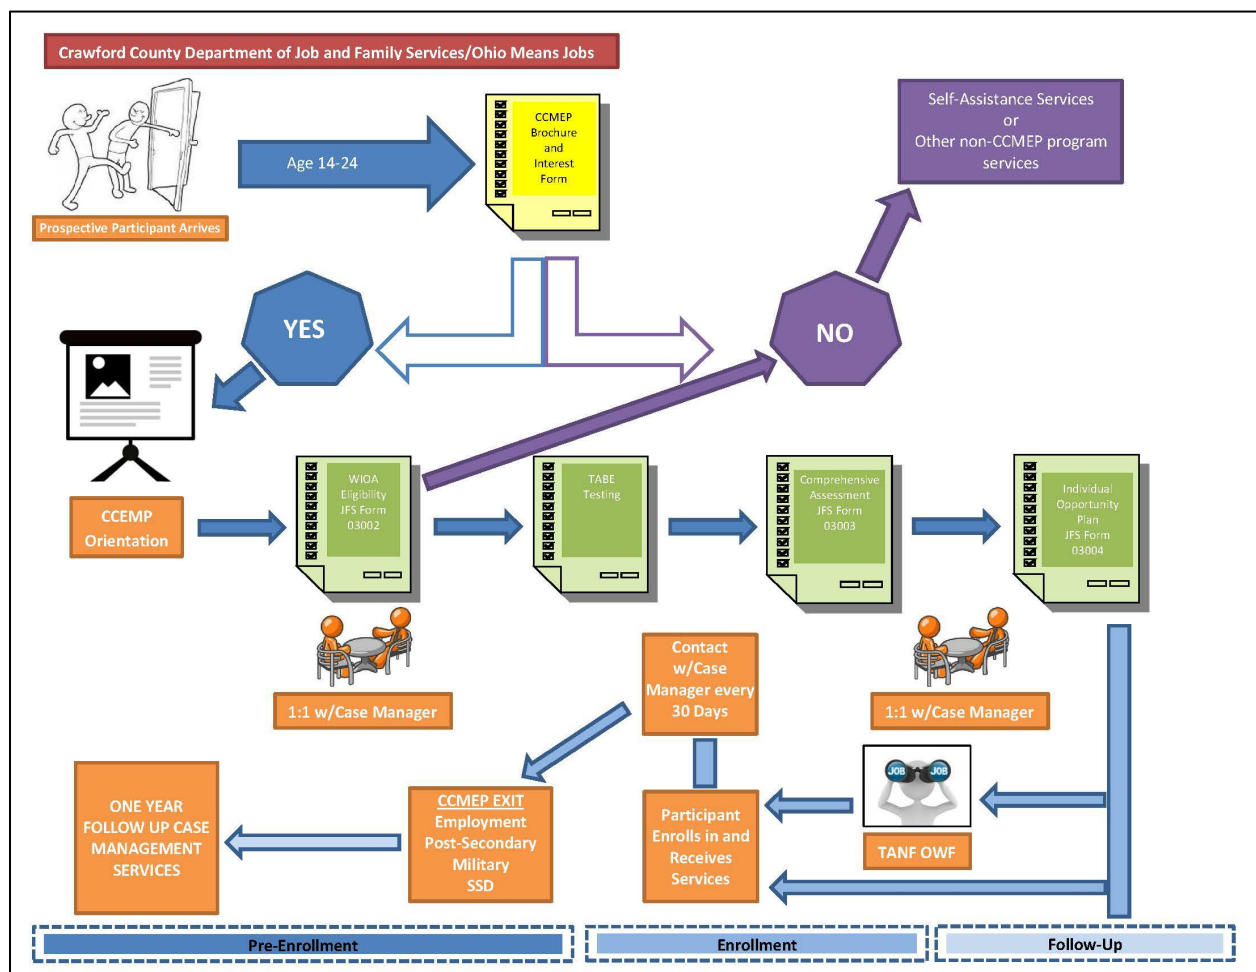 Crawford County Department of Job and Family Services/Ohio Means Jobs
Prospective Participant Arrives
Age 14-24
CCMEP
Brochure
and
Interest
Form
Self-Assistance Services
or
Other non-CCMEP program
services
YES
NO
CCEMP
Orientation
WIOA
Eligibility
JFS Form
03002
TABE
Testing
Comprehensive
Assessment
JFS Form
03003
Individual
Opportunity
Plan
JFS Form
03004
1:1 w/Case Manager
Contact
w/Case
Manager every
30 Days
1:1 w/Case Manager
JOB
JOB
TANF OWF
Participant
Enrolls in and
Receives
Services
CCMEP EXIT
Employment
Post-Secondary
Military
SSD
ONE YEAR
FOLLOW UP CASE
MANAGEMENT
SERVICES
Pre-Enrollment
Enrollment
Follow-Up